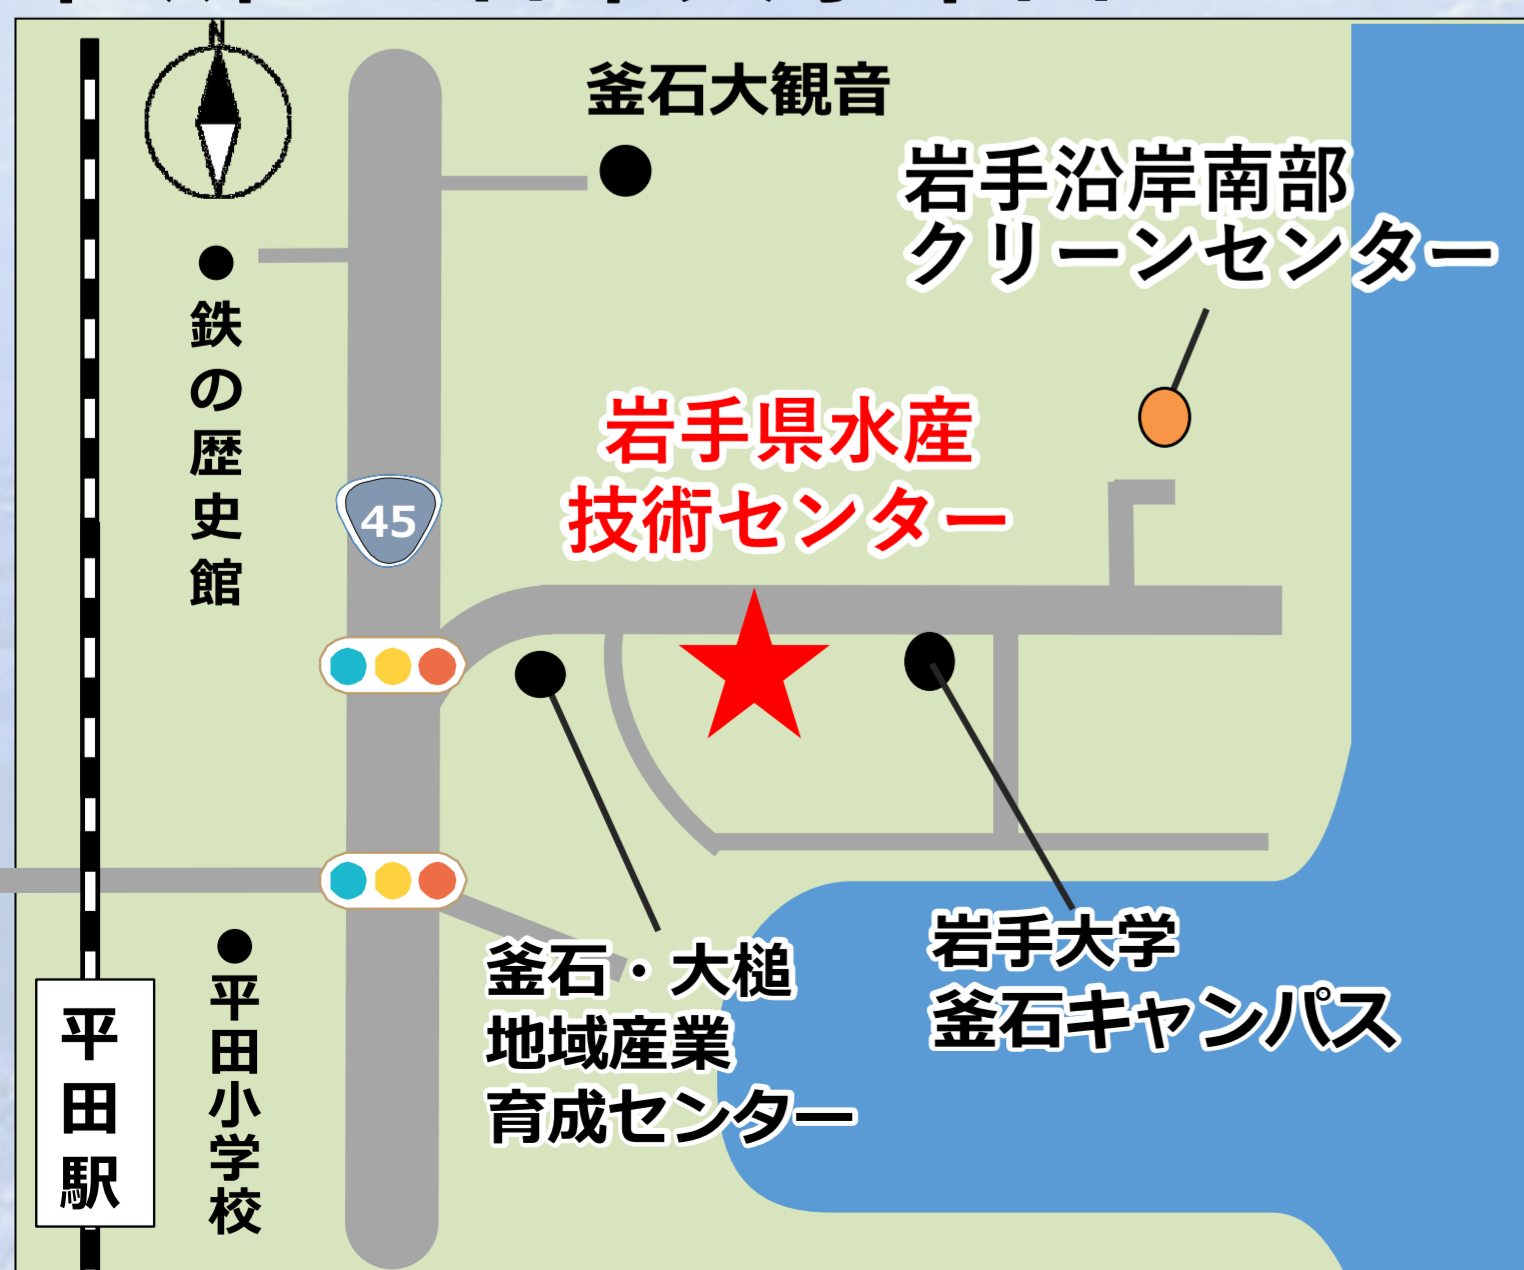 N
釜石大観音
岩手沿岸南部
クリーンセンター
鉄の歴史館
岩手県水産
技術センター
45
釜石・大槌
地域産業
育成センター
岩手大学
釜石キャンパス
平田小学校
平田駅